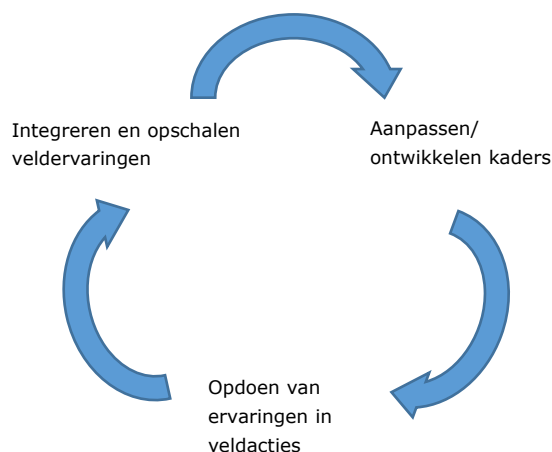 Integreren en opschalen
veldervaringen
Aanpassen/
ontwikkelen kaders
Opdoen van
ervaringen in
veldacties